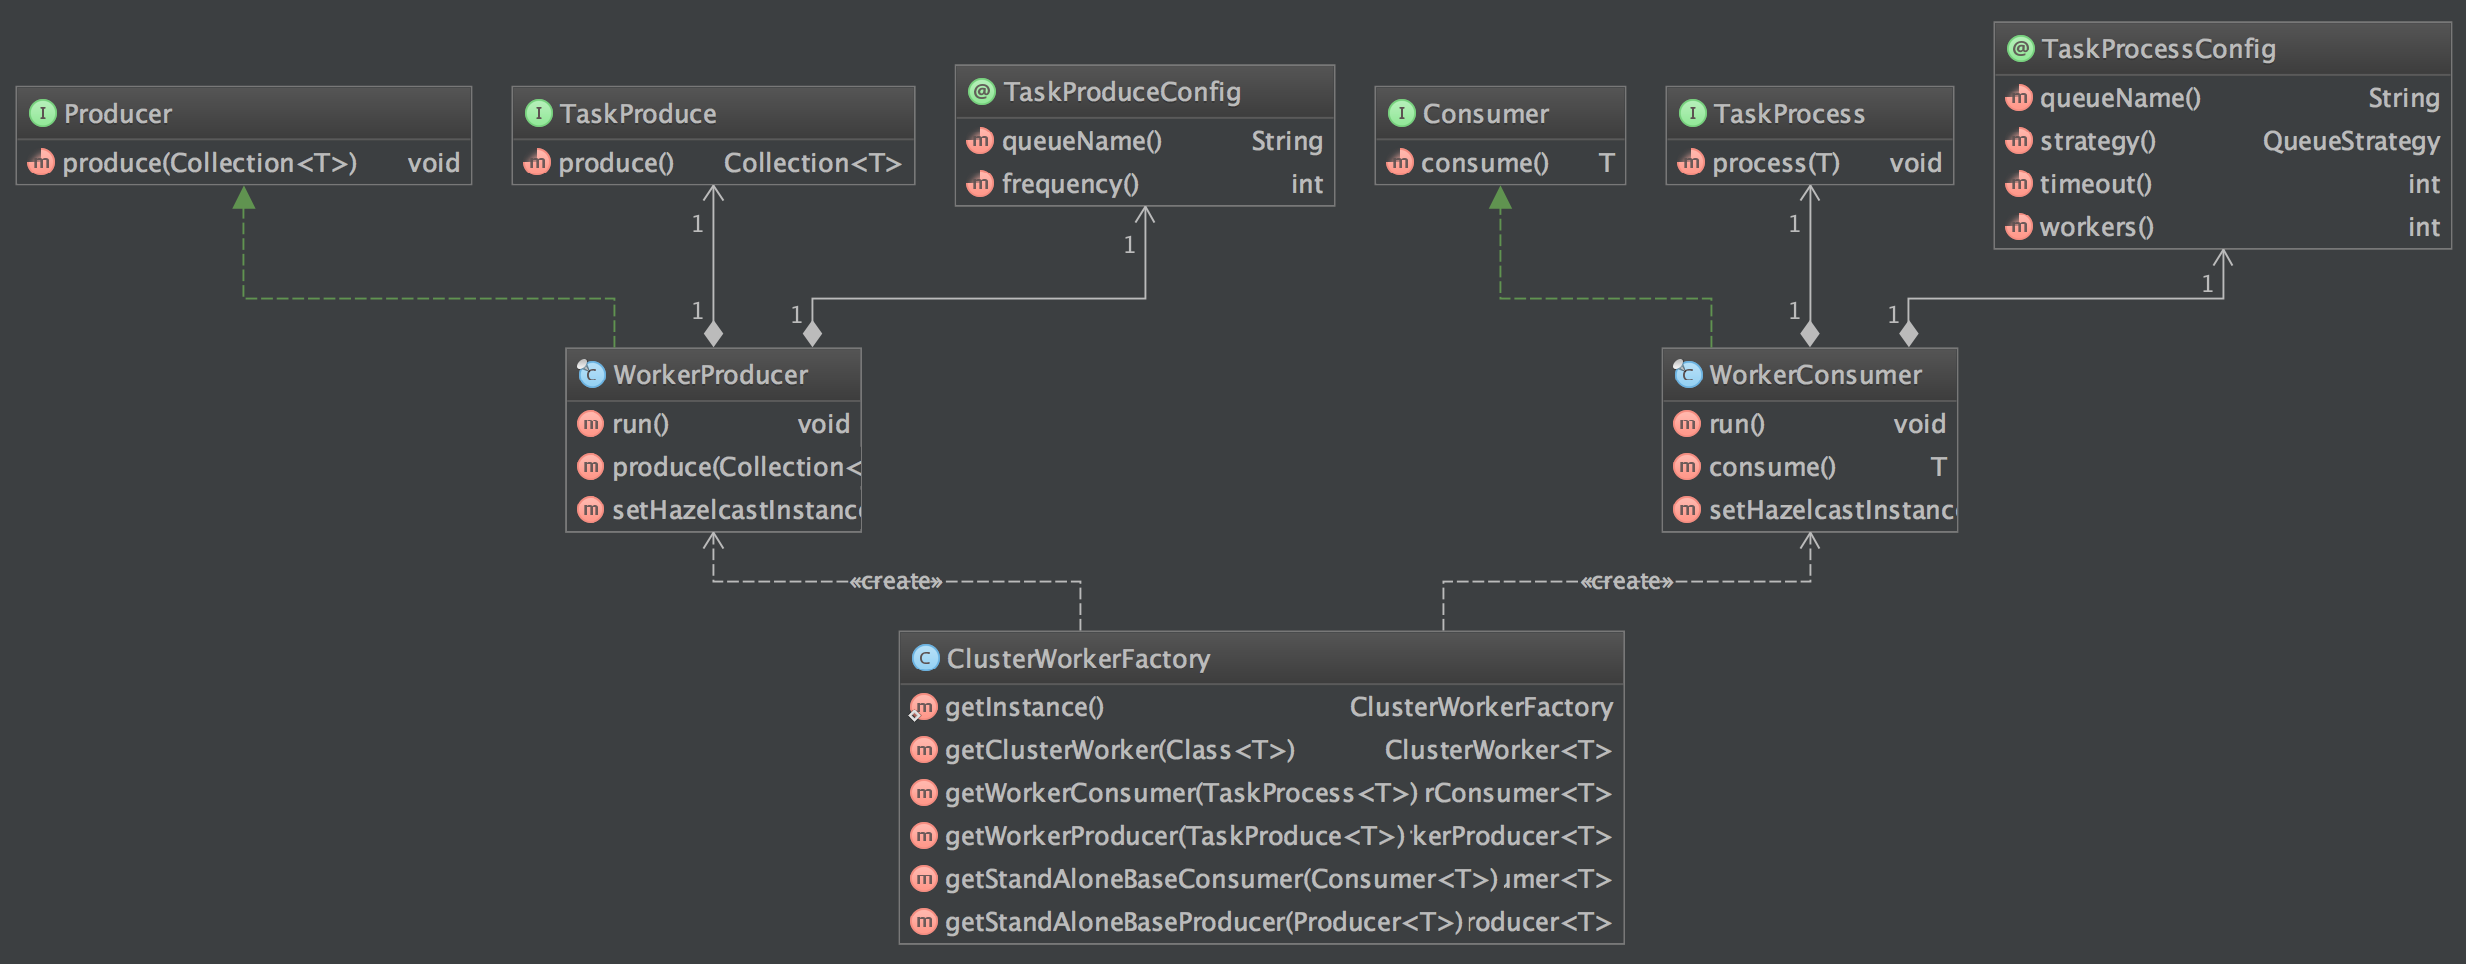 Producer
produce(Collection<T>) void
TaskProduce
produce() Collection<T>
TaskProduceConfig
queueName() String
frequency() int
Consumer
consume() T
TaskProcess
process(T) void
TaskProcessConfig
queueName() String
strategy() QueueStrategy
timeout() int
workers() int
1
1
1
1
1
1
1
1
WorkerProducer
run() void
produce(Collection<
setHazelcastInstanc
WorkerConsumer
run() void
consume() T
setHazelcastInstanc
«create»
«create»
ClusterWorkerFactory
getInstance() ClusterWorkerFactory
getClusterWorker(Class<T>) ClusterWorker<T>
getWorkerConsumer(TaskProcess<T>) rConsumer<T>
getWorkerProducer(TaskProduce<T>) kerProducer<T>
getStandAloneBaseConsumer(Consumer<T>) umer<T>
getStandAloneBaseProducer(Producer<T>) roducer<T>